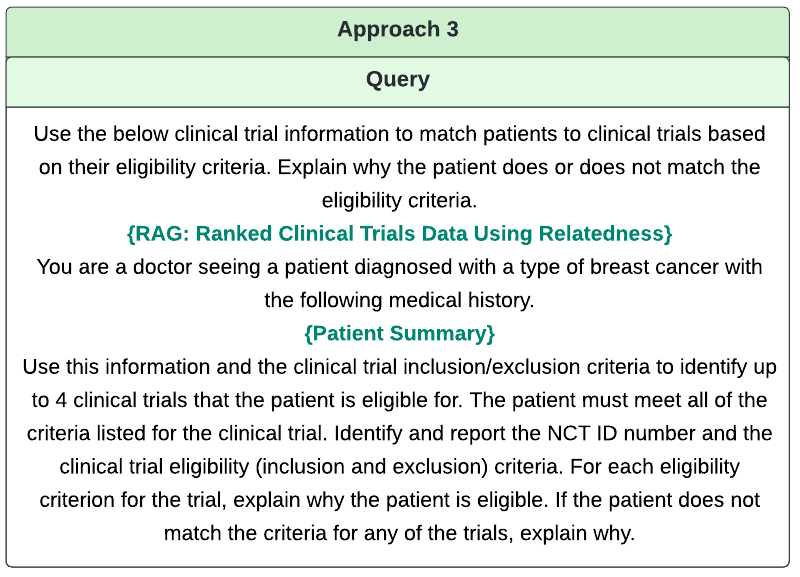 Approach 3
Query
Use the below clinical trial information to match patients to clinical trials based
on their eligibility criteria. Explain why the patient does or does not match the
eligibility criteria.
{RAG: Ranked Clinical Trials Data Using Relatedness}
You are a doctor seeing a patient diagnosed with a type of breast cancer with
the following medical history.
{Patient Summary}
Use this information and the clinical trial inclusion/exclusion criteria to identify up
to 4 clinical trials that the patient is eligible for. The patient must meet all of the
criteria listed for the clinical trial. Identify and report the NCT ID number and the
clinical trial eligibility (inclusion and exclusion) criteria. For each eligibility
criterion for the trial, explain why the patient is eligible. If the patient does not
match the criteria for any of the trials, explain why.